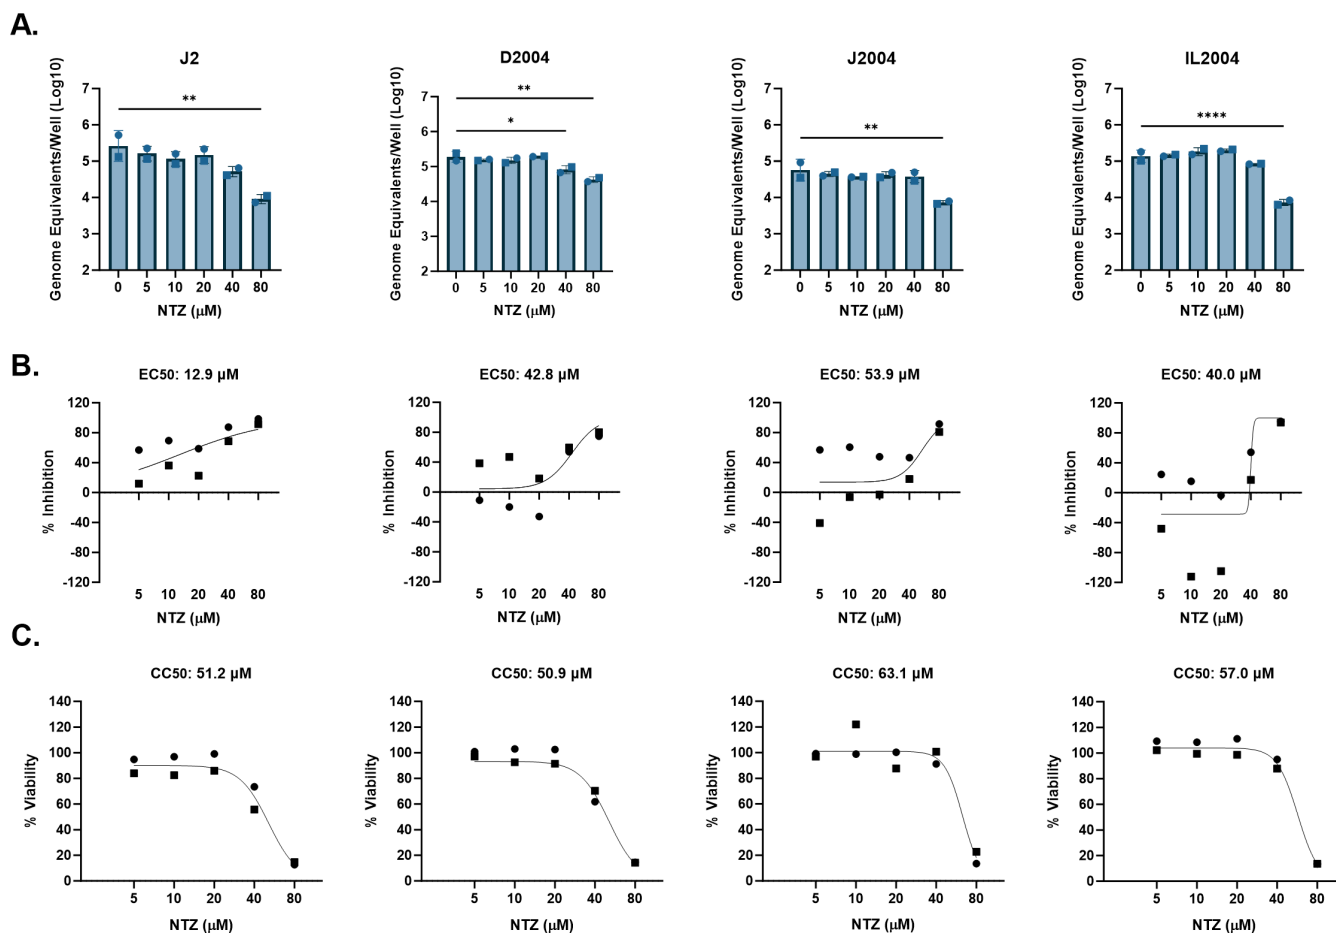 A.
J2
D2004
J2004
IL2004
Genome Equivalents/Well (Log10)
7
6
5
4
3
2
**
0 5 10 20 40 80
NTZ (µM)
Genome Equivalents/Well (Log10)
7
6
5
4
3
2
**
*
0 5 10 20 40 80
NTZ (µM)
Genome Equivalents/Well (Log10)
7
6
5
4
3
2
**
0 5 10 20 40 80
NTZ (µM)
Genome Equivalents/Well (Log10)
7
6
5
4
3
2
****
0 5 10 20 40 80
NTZ (µM)
B.
EC50: 12.9 µM
% Inhibition
120
80
40
0
-40
-80
-120
5 10 20 40 80
NTZ (µM)
EC50: 42.8 µM
% Inhibition
120
80
40
0
-40
-80
-120
5 10 20 40 80
NTZ (µM)
EC50: 53.9 µM
% Inhibition
120
80
40
0
-40
-80
-120
5 10 20 40 80
NTZ (µM)
EC50: 40.0 µM
% Inhibition
120
80
40
0
-40
-80
-120
5 10 20 40 80
NTZ (µM)
C.
CC50: 51.2 µM
% Viability
140
120
100
80
60
40
20
0
5 10 20 40 80
NTZ (µM)
CC50: 50.9 µM
% Viability
140
120
100
80
60
40
20
0
5 10 20 40 80
NTZ (µM)
CC50: 63.1 µM
% Viability
140
120
100
80
60
40
20
0
5 10 20 40 80
NTZ (µM)
CC50: 57.0 µM
% Viability
140
120
100
80
60
40
20
0
5 10 20 40 80
NTZ (µM)